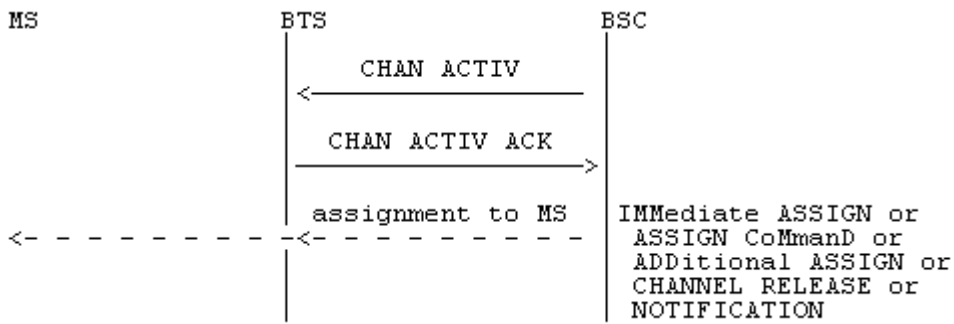 MS BTS BSC
CHAN ACTIV
CHAN ACTIV ACK
assignment to MS IMMediate ASSIGN or
ASSIGN CoMmanD or
ADDitional ASSIGN or
CHANNEL RELEASE or
NOTIFICATION